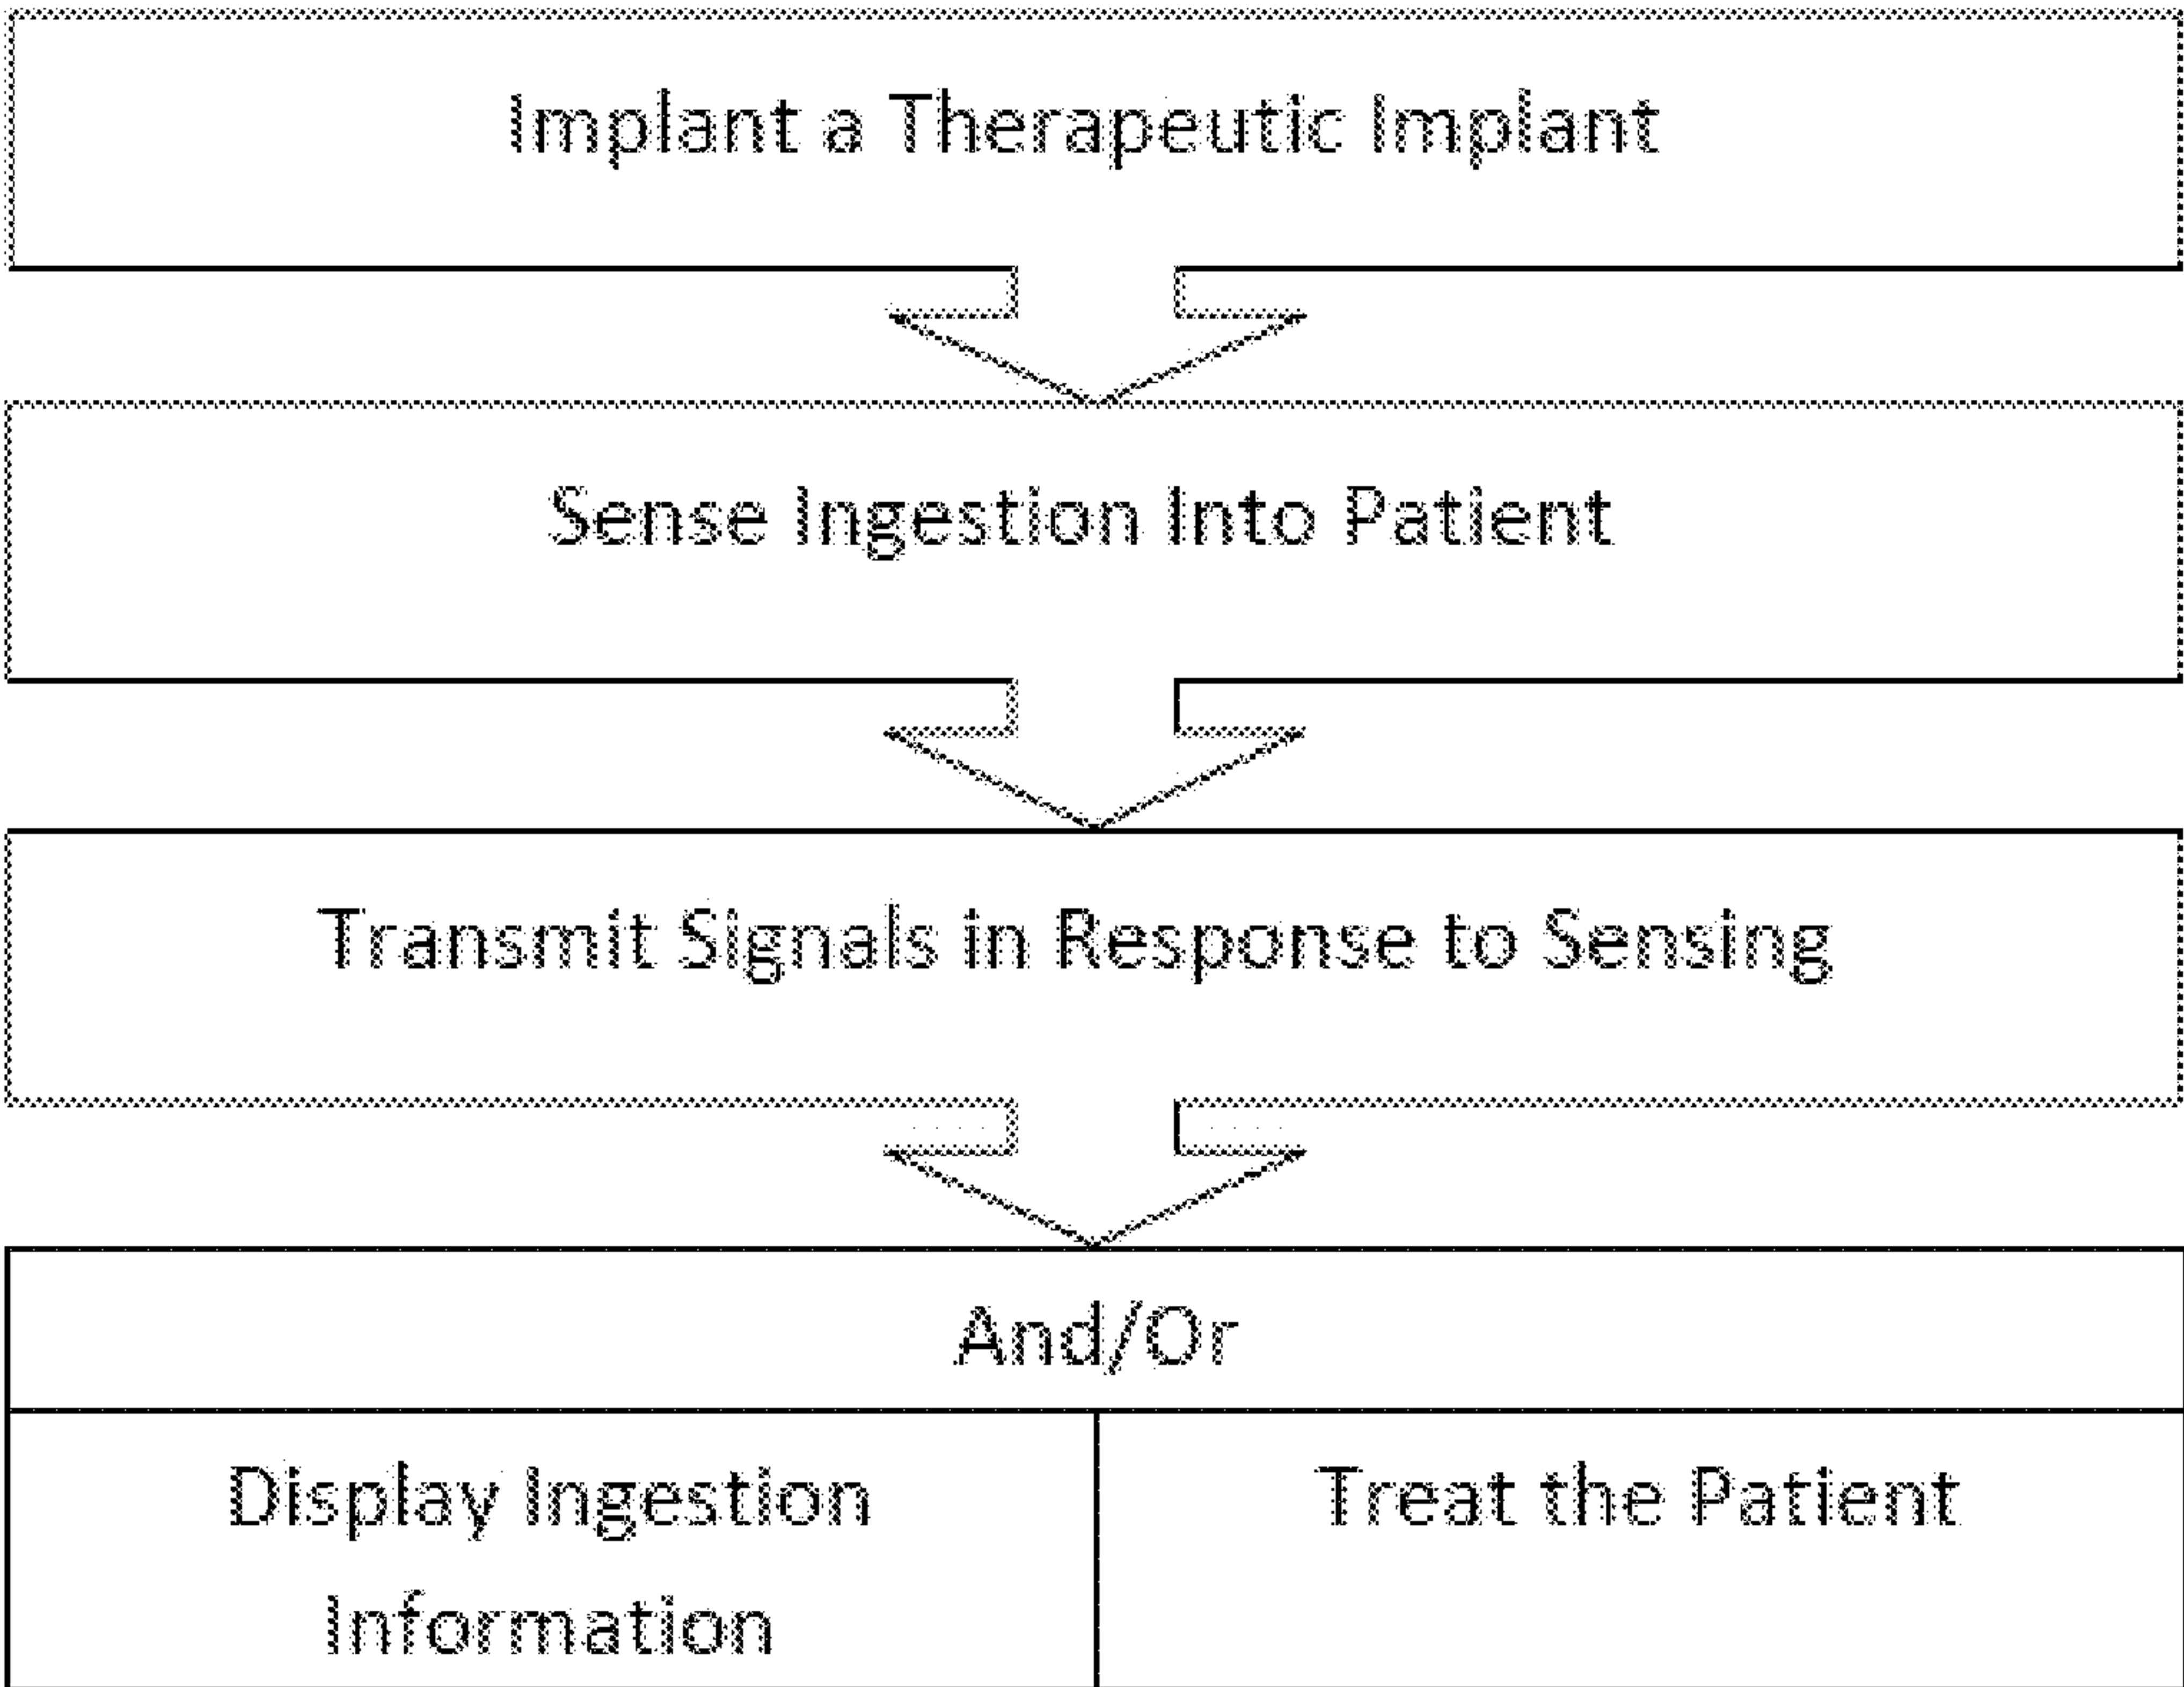 Implant a Therapeutic Implant
Sense Ingestion Into Patient
Transmit Signals in Response to Sensing
And/Or
Display Ingestion
Information
Treat the Patient